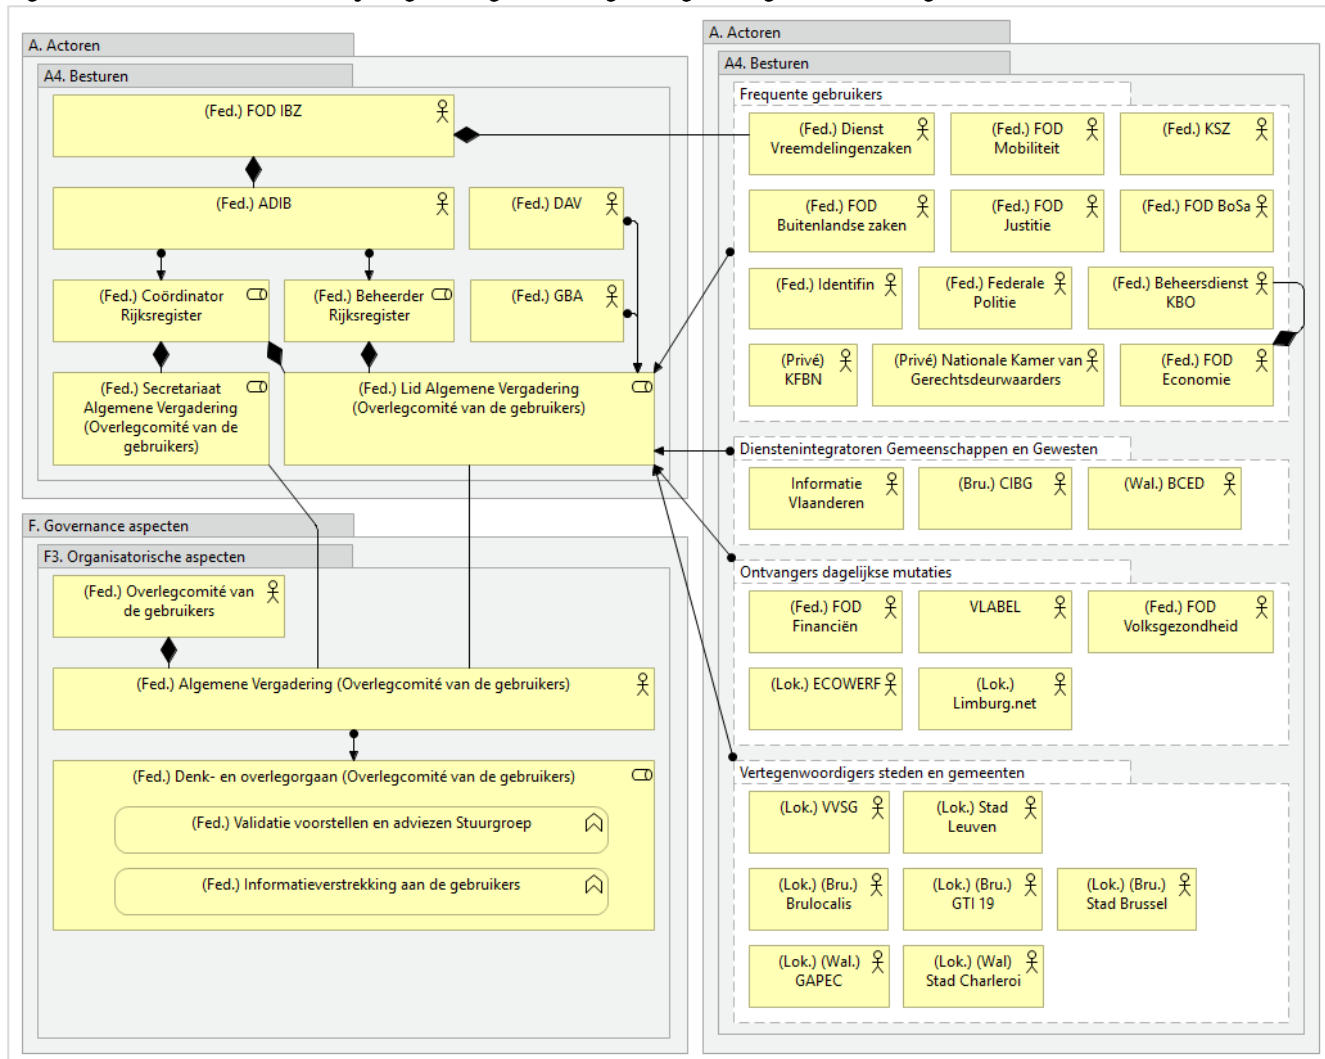 A. Actoren
A4. Besturen
(Fed.) FOD IBZ
(Fed.) ADIB
(Fed.) DAV
(Fed.) Coördinator
Rijksregister
(Fed.) Beheerder
Rijksregister
(Fed.) GBA
(Fed.) Secretariaat
Algemene Vergadering
(Overlegcomité van de
gebruikers)
(Fed.) Lid Algemene Vergadering
(Overlegcomité van de gebruikers)
F. Governance aspecten
F3. Organisatorische aspecten
(Fed.) Overlegcomité van
de gebruikers
(Fed.) Algemene Vergadering (Overlegcomité van de gebruikers)
(Fed.) Denk- en overlegorgaan (Overlegcomité van de gebruikers)
(Fed.) Validatie voorstellen en adviezen Stuurgroep
(Fed.) Informatieverstrekking aan de gebruikers
A. Actoren
A4. Besturen
Frequente gebruikers
(Fed.) Dienst
Vreemdelingenzaken
(Fed.) FOD
Mobiliteit
(Fed.) KSZ
(Fed.) FOD
Buitenlandse zaken
(Fed.) FOD
Justitie
(Fed.) FOD BoSa
(Fed.) Identifin
(Fed.) Federale
Politie
(Fed.) Beheersdienst
KBO
(Privé)
KFBN
(Privé) Nationale Kamer van
Gerechtsdeurwaarders
(Fed.) FOD
Economie
Dienstenintegratoren Gemeenschappen en Gewesten
Informatie
Vlaanderen
(Bru.) CIBG
(Wal.) BCED
Ontvangers dagelijkse mutaties
(Fed.) FOD
Financiën
VLABEL
(Fed.) FOD
Volksgezondheid
(Lok.) ECOWERF
(Lok.)
Limburg.net
Vertegenwoordigers steden en gemeenten
(Lok.) VVSG
(Lok.) Stad
Leuven
(Lok.) (Bru.)
Brulocalis
(Lok.) (Bru.)
GTI 19
(Lok.) (Bru.)
Stad Brussel
(Lok.) (Wal.)
GAPEC
(Lok.) (Wal)
Stad Charleroi